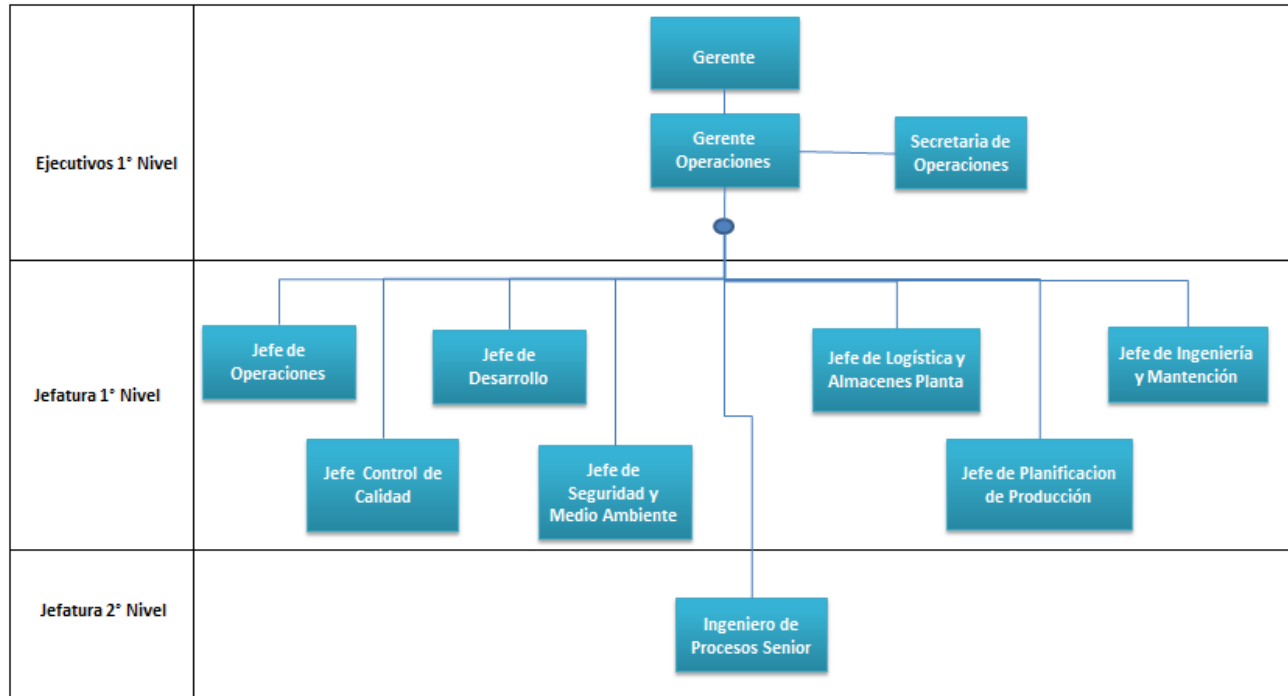 Gerente
Ejecutivos 1° Nivel
Gerente
Operaciones
Secretaria de
Operaciones
Jefatura 1° Nivel
Jefe de
Operaciones
Jefe de
Desarrollo
Jefe de Logística y
Almacenes Planta
Jefe de Ingeniería
y Mantención
Jefe Control de
Calidad
Jefe de
Seguridad y
Medio Ambiente
Jefe de Planificacion
de Producción
Jefatura 2° Nivel
Ingeniero de
Procesos Senior